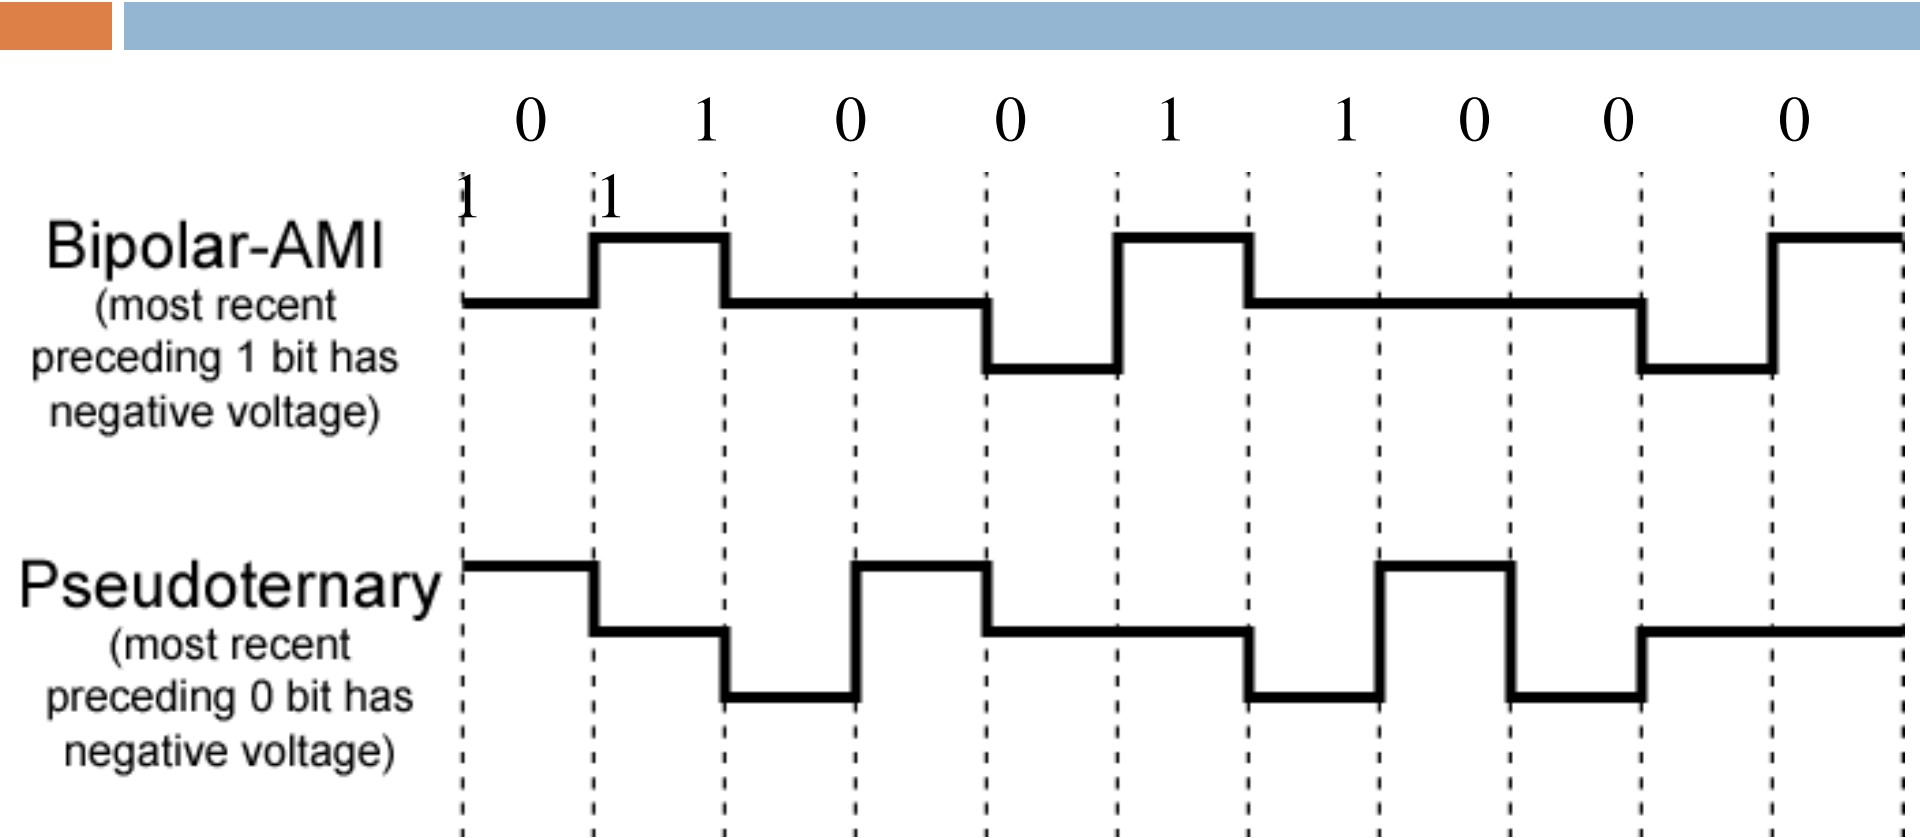 0 1 0 0 1 1 0 0 0
1 1
Bipolar-AMI
(most recent
preceding 1 bit has
negative voltage)
Pseudoternary
(most recent
preceding 0 bit has
negative voltage)